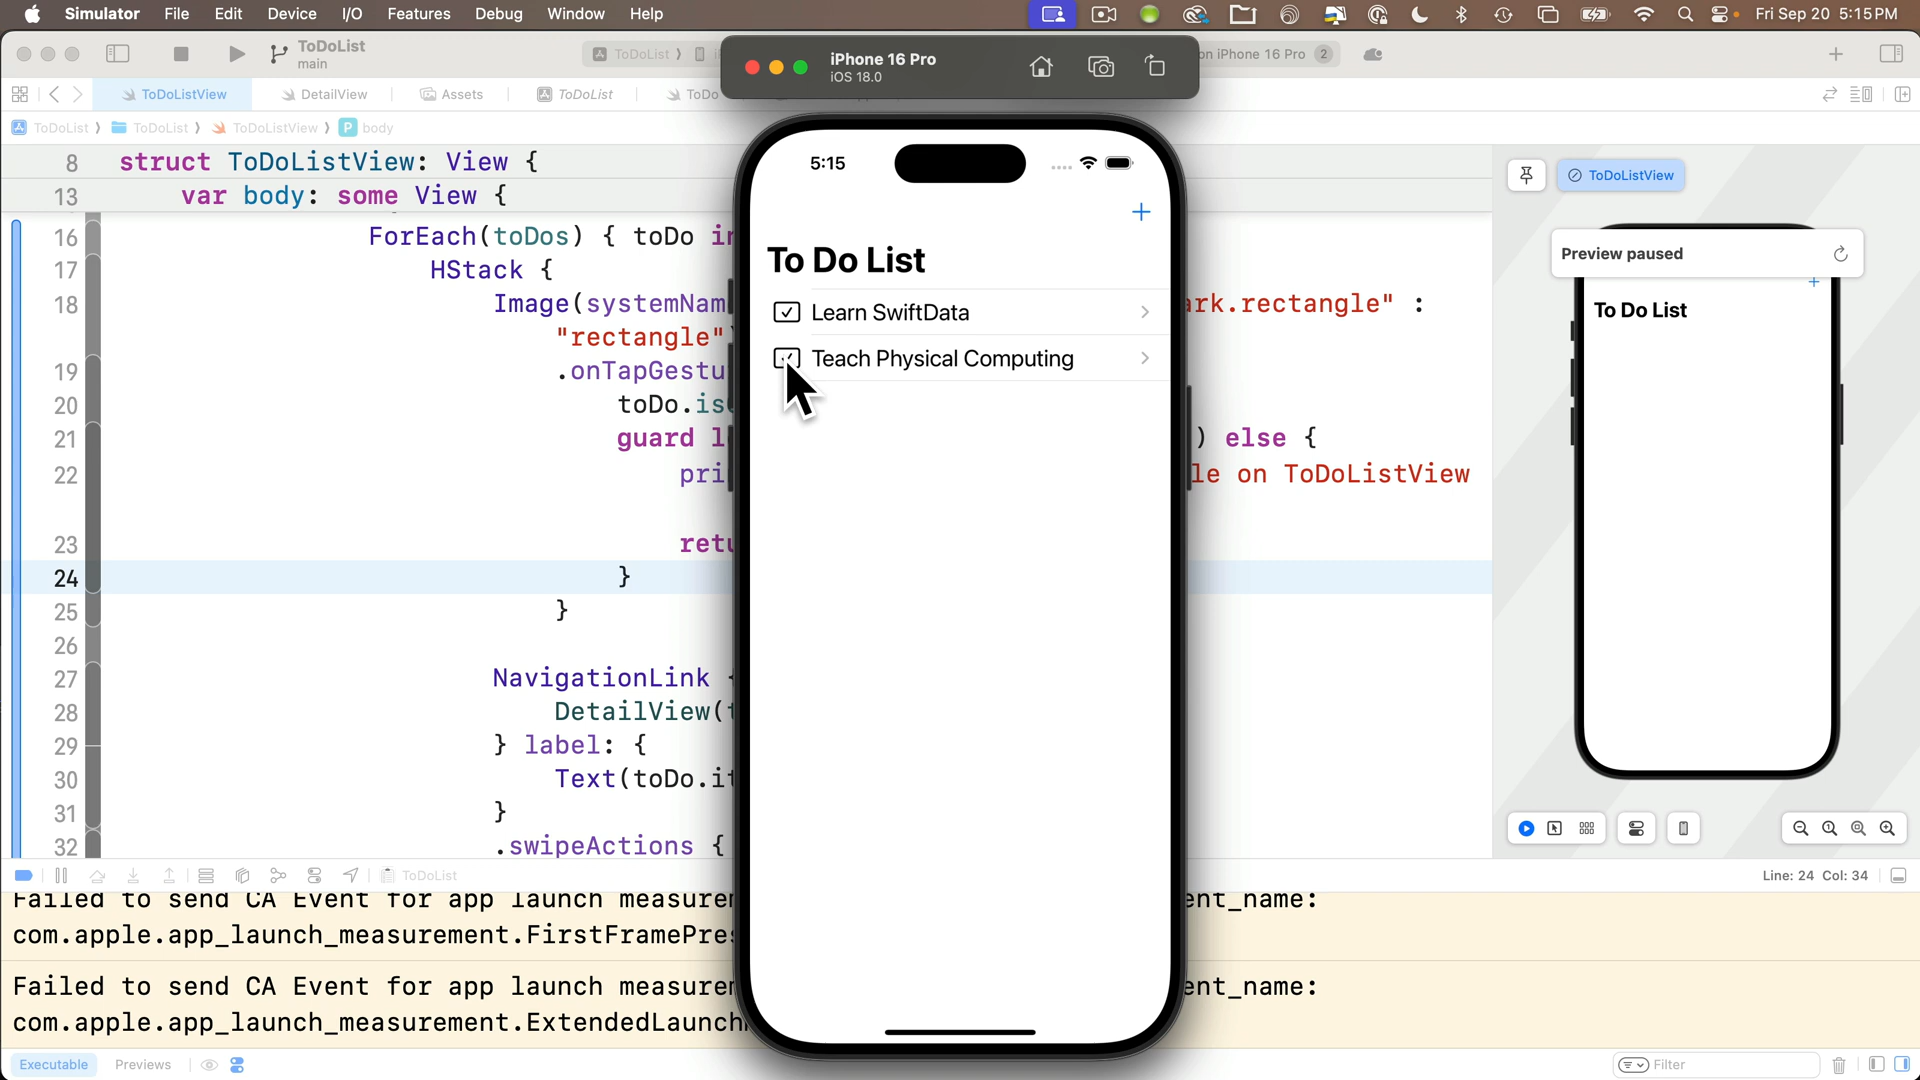 Simulator File Edit Device I/O Features Debug Window Help Fri Sep 20 5:15 PM
ToDoList
main
ToDoList
on iPhone 16 Pro 2
iPhone 16 Pro
iOS 18.0
ToDoListView DetailView Assets ToDoList ToDo
ToDoList ToDoList ToDoListView P body
8 struct ToDoListView: View {
13 var body: some View {
16 ForEach(toDos) { toDo in
17 HStack {
18 Image(systemNam ark.rectangle" :
"rectangle"
19 .onTapGestu
20 toDo.is
21 guard l ) else {
22 pri le on ToDoListView
23 retu
24 }
25 }
26
27 NavigationLink {
28 DetailView(t
29 } label: {
30 Text(toDo.it
31 }
32 .swipeActions {
5:15
To Do List
Learn SwiftData
Teach Physical Computing
ToDoListView
Preview paused
To Do List
ToDoList
Line: 24 Col: 34
Failed to send CA Event for app launch measurem ent_name:
com.apple.app_launch_measurement.FirstFramePres
Failed to send CA Event for app launch measurem ent_name:
com.apple.app_launch_measurement.ExtendedLaunch
Executable Previews Filter